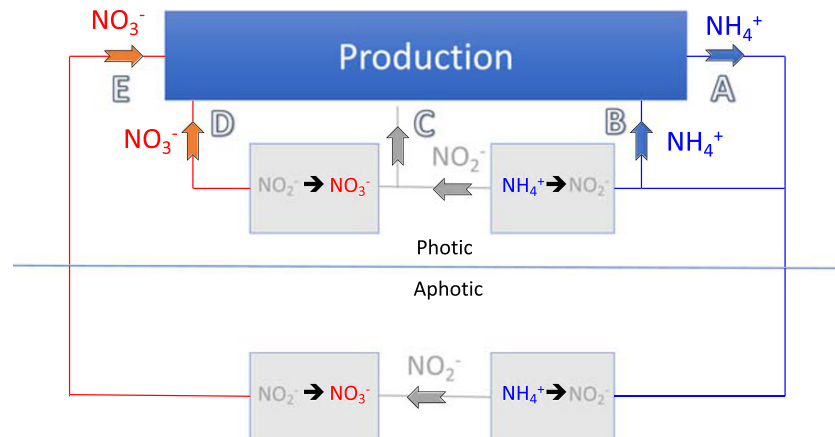 NO₃⁻
Production
NH₄⁺
E
A
D
C
B
NO₃⁻
NO₂⁻
NH₄⁺
NO₂⁻ ➔ NO₃⁻
NH₄⁺ ➔ NO₂⁻
Photic
Aphotic
NO₂⁻
NO₂⁻ ➔ NO₃⁻
NH₄⁺ ➔ NO₂⁻